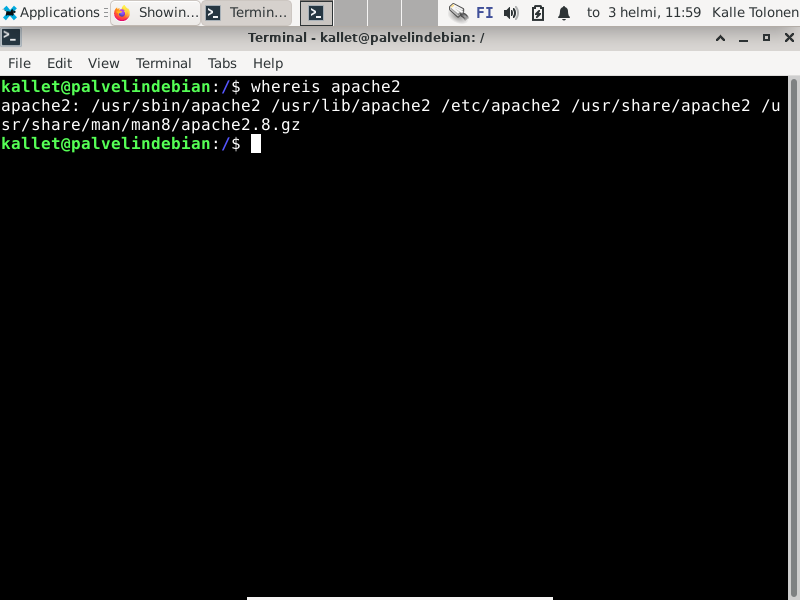 Applications Showin... Termin... FI to 3 helmi, 11:59 Kalle Tolonen
Terminal - kallet@palvelindebian: /
File Edit View Terminal Tabs Help
kallet@palvelindebian:/$ whereis apache2
apache2: /usr/sbin/apache2 /usr/lib/apache2 /etc/apache2 /usr/share/apache2 /u
sr/share/man/man8/apache2.8.gz
kallet@palvelindebian:/$